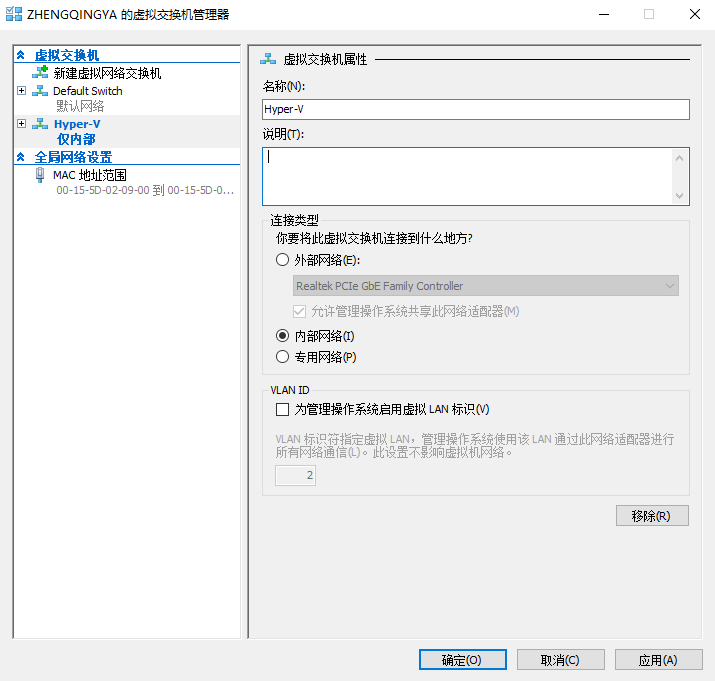 ZHENGQINGYA 的虚拟交换机管理器
虚拟交换机
新建虚拟网络交换机
Default Switch
默认网络
Hyper-V
仅内部
全局网络设置
MAC 地址范围
00-15-5D-02-09-00 到 00-15-5D-0...
虚拟交换机属性
名称(N):
Hyper-V
说明(T):
连接类型
你要将此虚拟交换机连接到什么地方?
外部网络(E):
Realtek PCIe GbE Family Controller
允许管理操作系统共享此网络适配器(M)
内部网络(I)
专用网络(P)
VLAN ID
为管理操作系统启用虚拟 LAN 标识(V)
VLAN 标识符指定虚拟 LAN，管理操作系统使用该 LAN 通过此网络适配器进行
所有网络通信(L)。此设置不影响虚拟机网络。
2
移除(R)
确定(O)
取消(C)
应用(A)